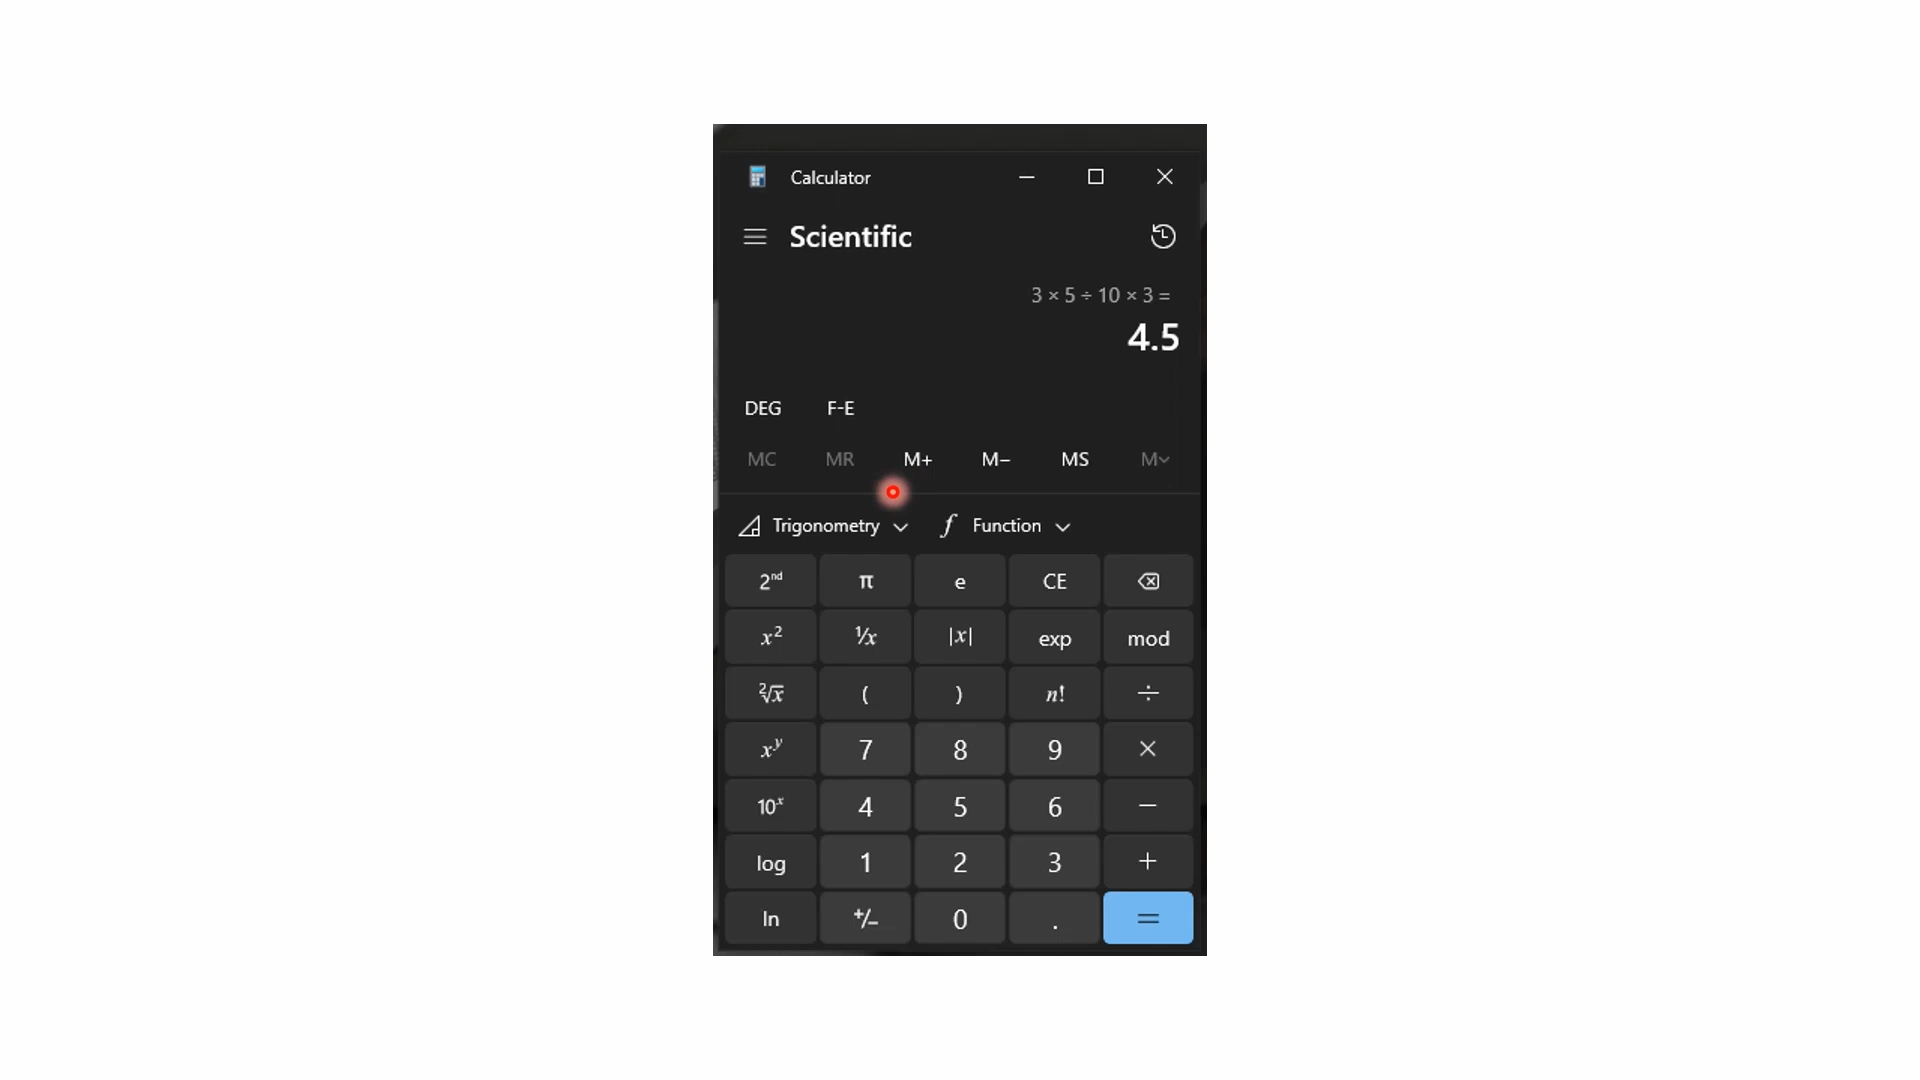 Calculator
Scientific
3 × 5 ÷ 10 × 3 =
4.5
DEG F-E
MC MR M+ M− MS M
Trigonometry f Function
2ⁿᵈ π e CE
x² ¹/x |x| exp mod
²√x ( ) n! ÷
xʸ 7 8 9 ×
10ˣ 4 5 6 −
log 1 2 3 +
ln +/− 0 . =